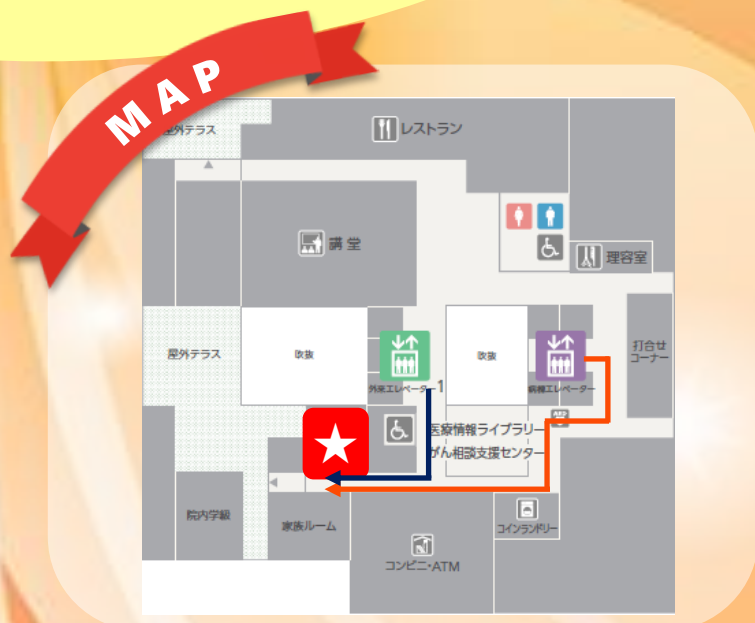 MAP
屋外テラス
レストラン
講堂
理容室
屋外テラス
吹抜
吹抜
打合せ
コーナー
外来エレベーター1
病棟エレベーター
医療情報ライブラリー
がん相談支援センター
院内学級
家族ルーム
コインランドリー
コンビニ・ATM